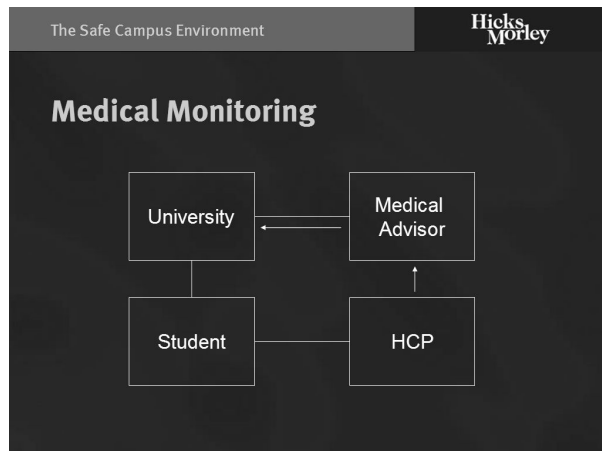 The Safe Campus Environment
Hicks
Morley
Medical Monitoring
University
Medical
Advisor
Student
HCP